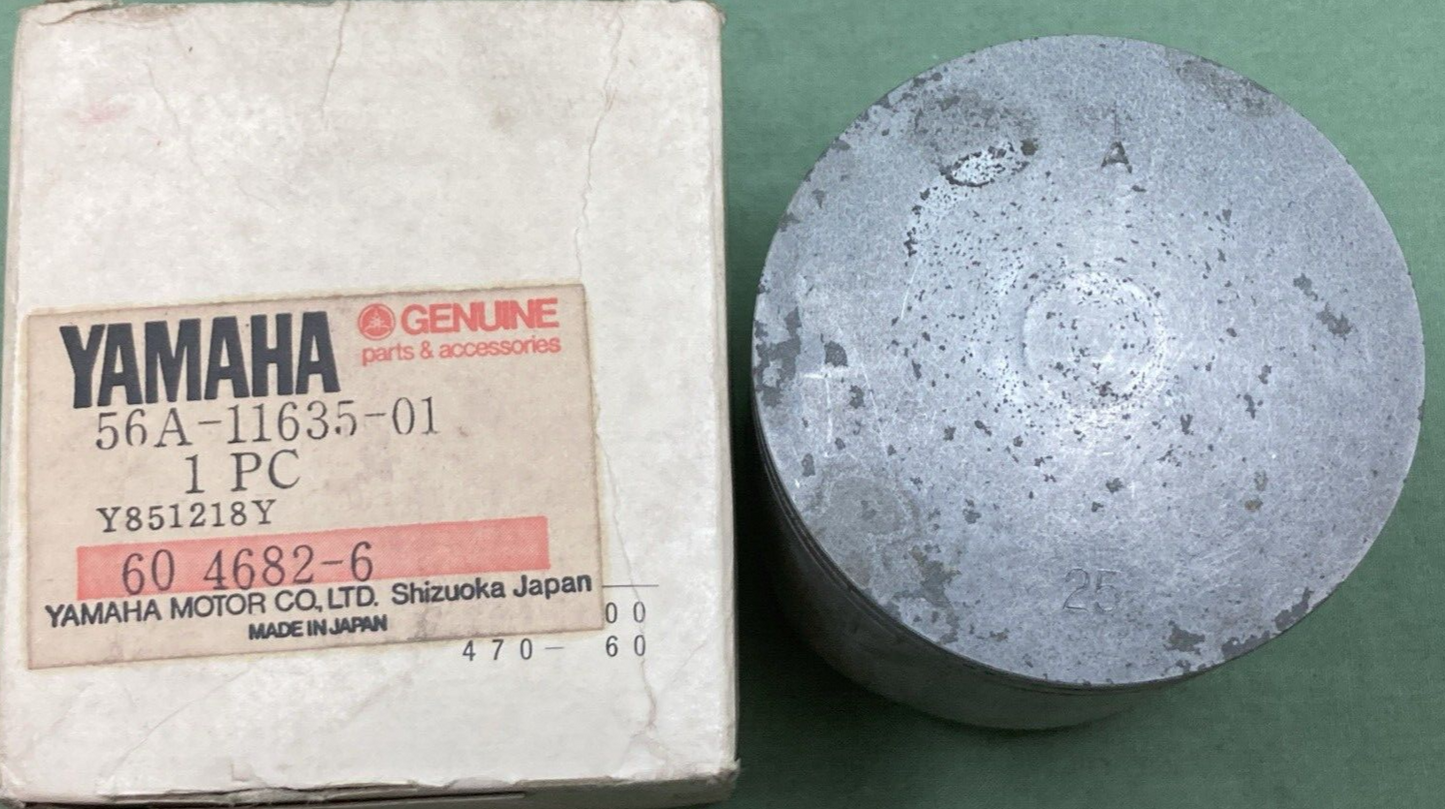 YAMAHA GENUINE
parts & accessories
56A-11635-01
1 PC
Y851218Y
60 4682-6
YAMAHA MOTOR CO., LTD. Shizuoka Japan
MADE IN JAPAN
00
470- 60
A
25